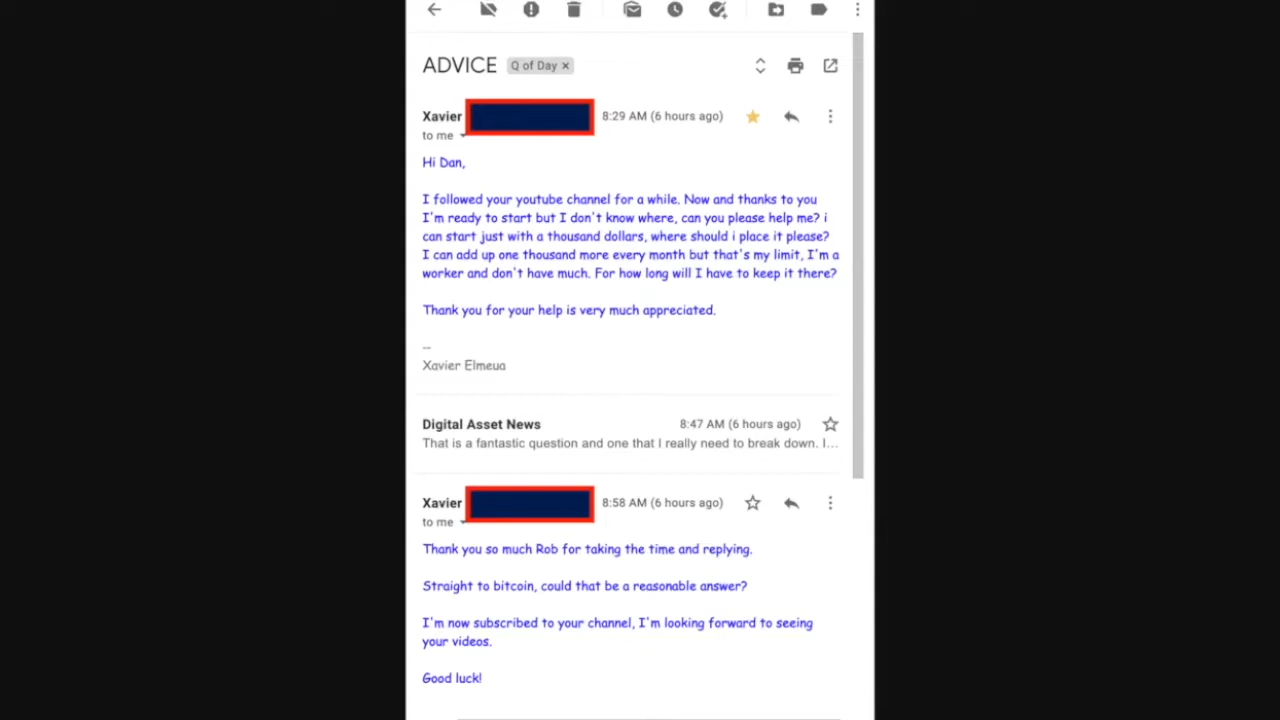 ADVICE Q of Day ×
Xavier 8:29 AM (6 hours ago)
to me
Hi Dan,
I followed your youtube channel for a while. Now and thanks to you
I'm ready to start but I don't know where, can you please help me? i
can start just with a thousand dollars, where should i place it please?
I can add up one thousand more every month but that's my limit, I'm a
worker and don't have much. For how long will I have to keep it there?
Thank you for your help is very much appreciated.
--
Xavier Elmeua
Digital Asset News 8:47 AM (6 hours ago)
That is a fantastic question and one that I really need to break down. I...
Xavier 8:58 AM (6 hours ago)
to me
Thank you so much Rob for taking the time and replying.
Straight to bitcoin, could that be a reasonable answer?
I'm now subscribed to your channel, I'm looking forward to seeing
your videos.
Good luck!